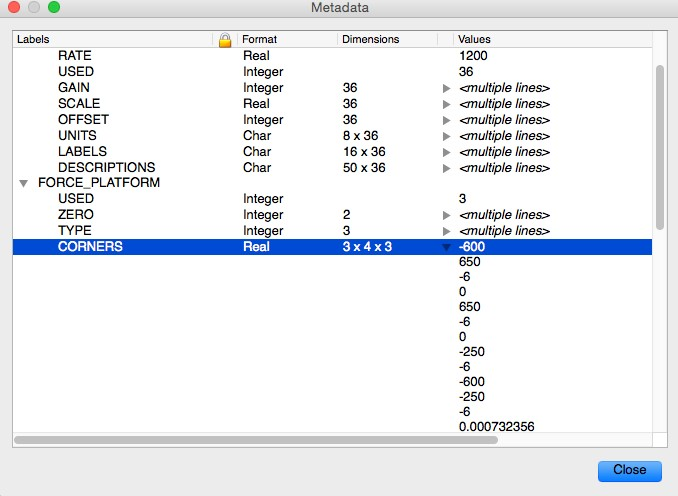 Metadata
Labels Format Dimensions Values
RATE Real 1200
USED Integer 36
GAIN Integer 36 <multiple lines>
SCALE Real 36 <multiple lines>
OFFSET Integer 36 <multiple lines>
UNITS Char 8 x 36 <multiple lines>
LABELS Char 16 x 36 <multiple lines>
DESCRIPTIONS Char 50 x 36 <multiple lines>
FORCE_PLATFORM
USED Integer 3
ZERO Integer 2 <multiple lines>
TYPE Integer 3 <multiple lines>
CORNERS Real 3 x 4 x 3 -600
650
-6
0
650
-6
0
-250
-6
-600
-250
-6
0.000732356
Close